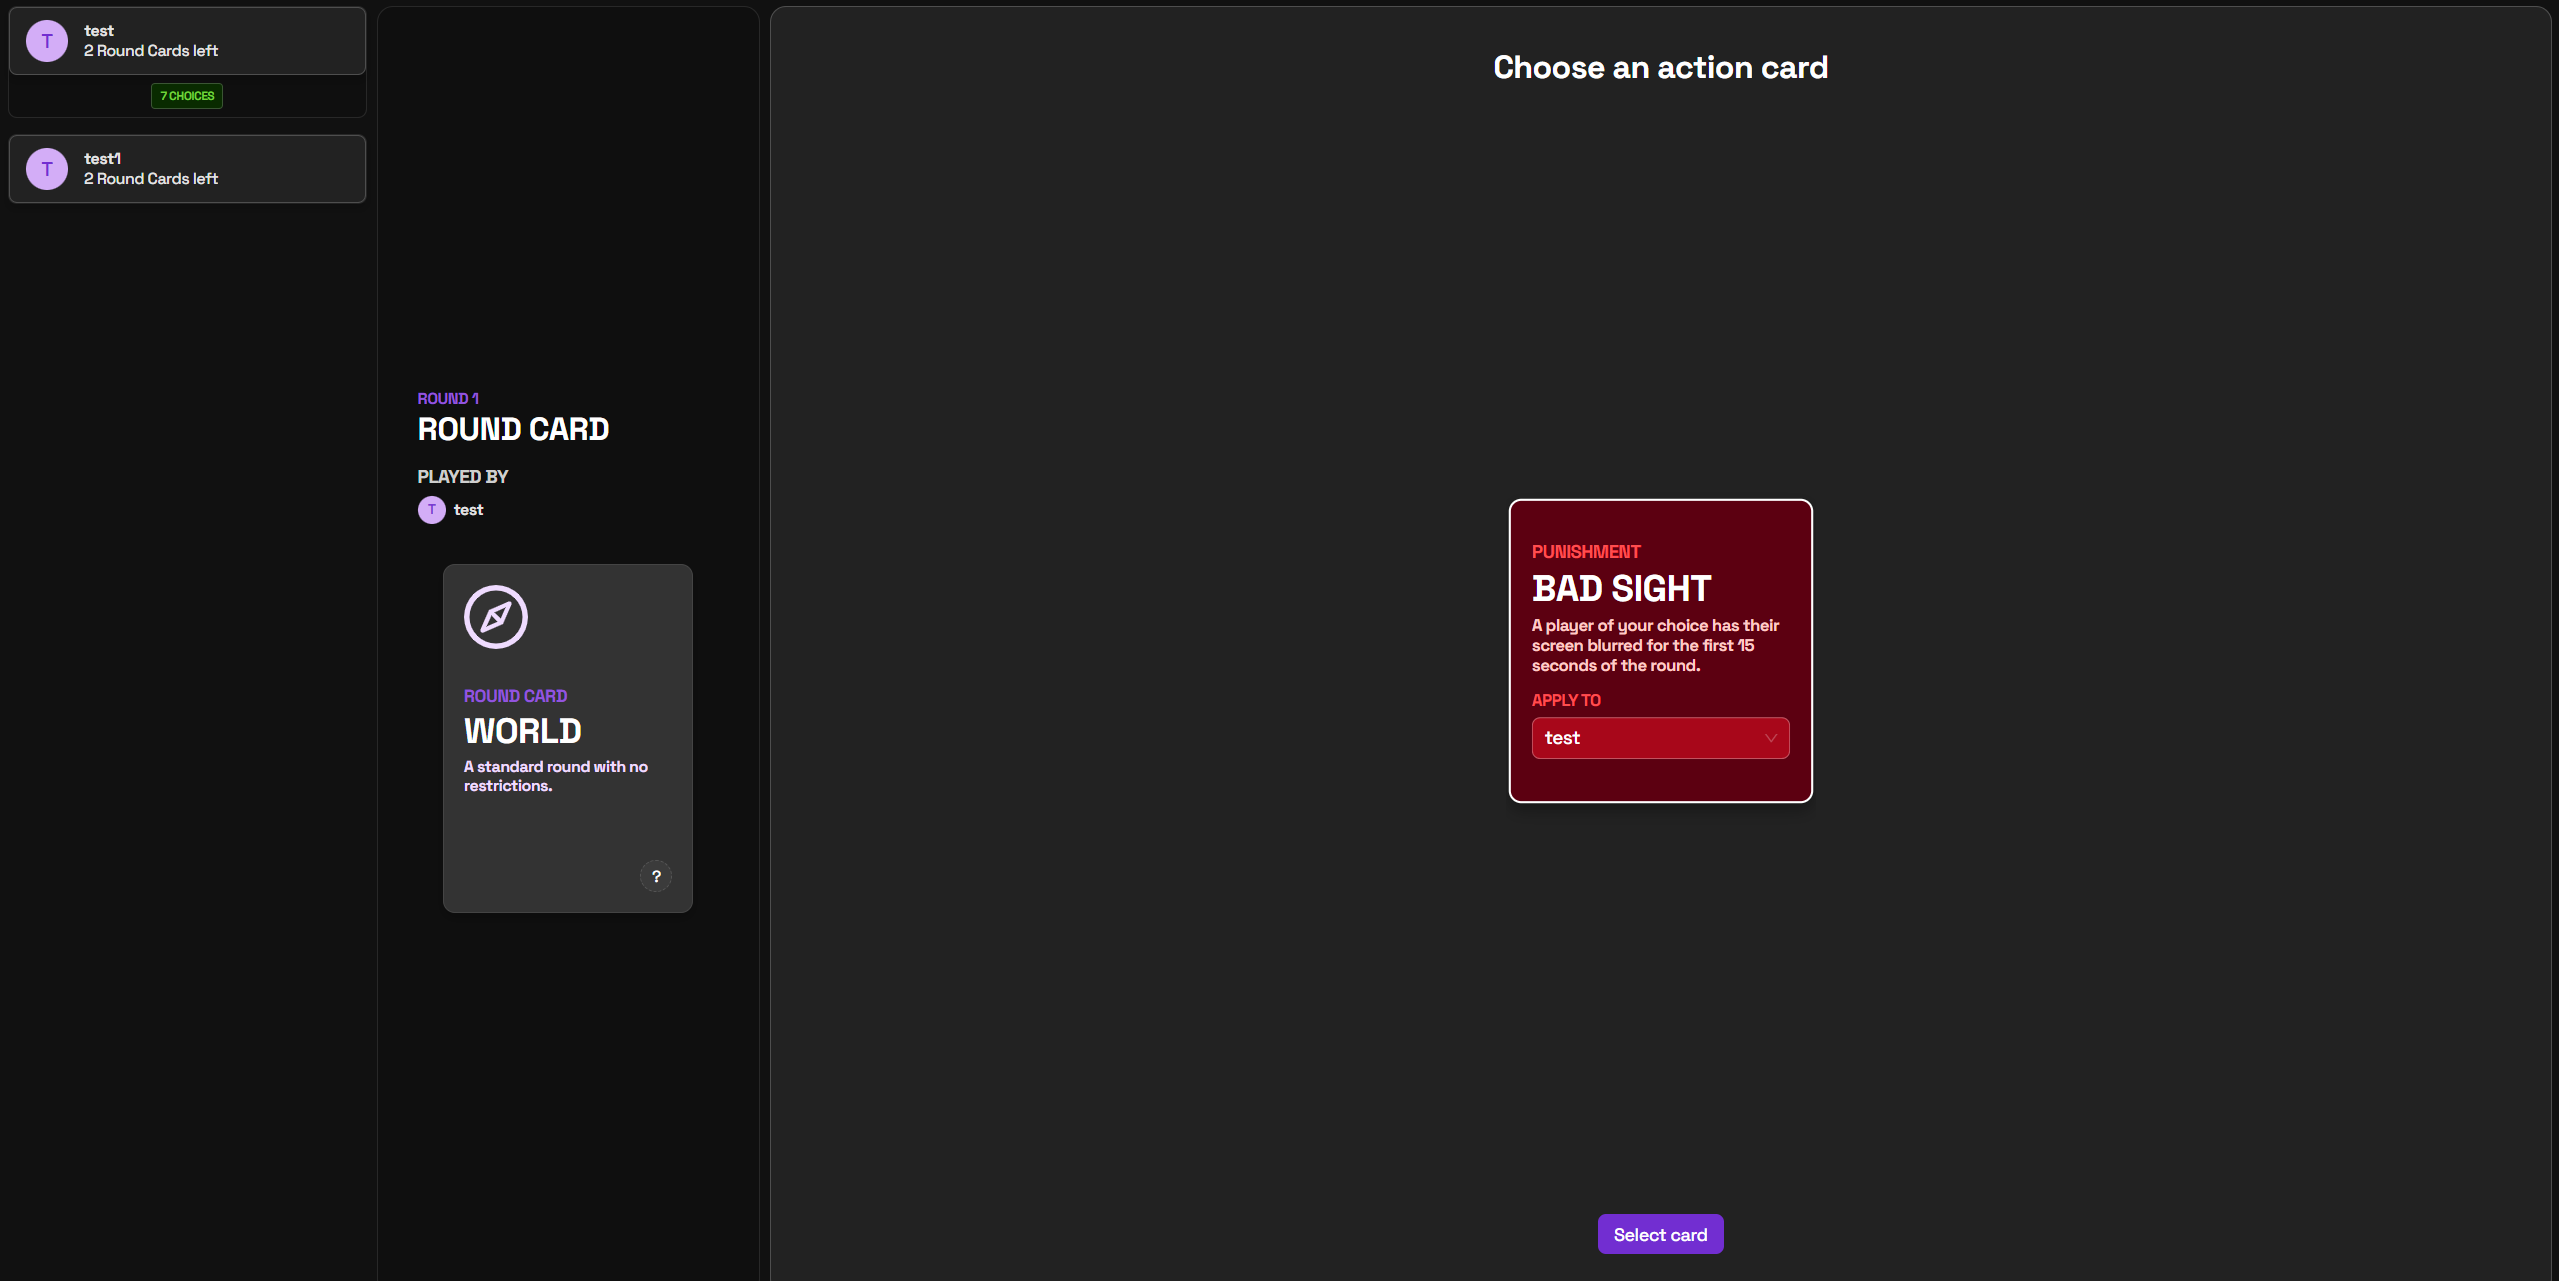 T
test
2 Round Cards left
7 CHOICES
T
test1
2 Round Cards left
ROUND 1
ROUND CARD
PLAYED BY
T
test
ROUND CARD
WORLD
A standard round with no
restrictions.
?
Choose an action card
PUNISHMENT
BAD SIGHT
A player of your choice has their
screen blurred for the first 15
seconds of the round.
APPLY TO
test
Select card